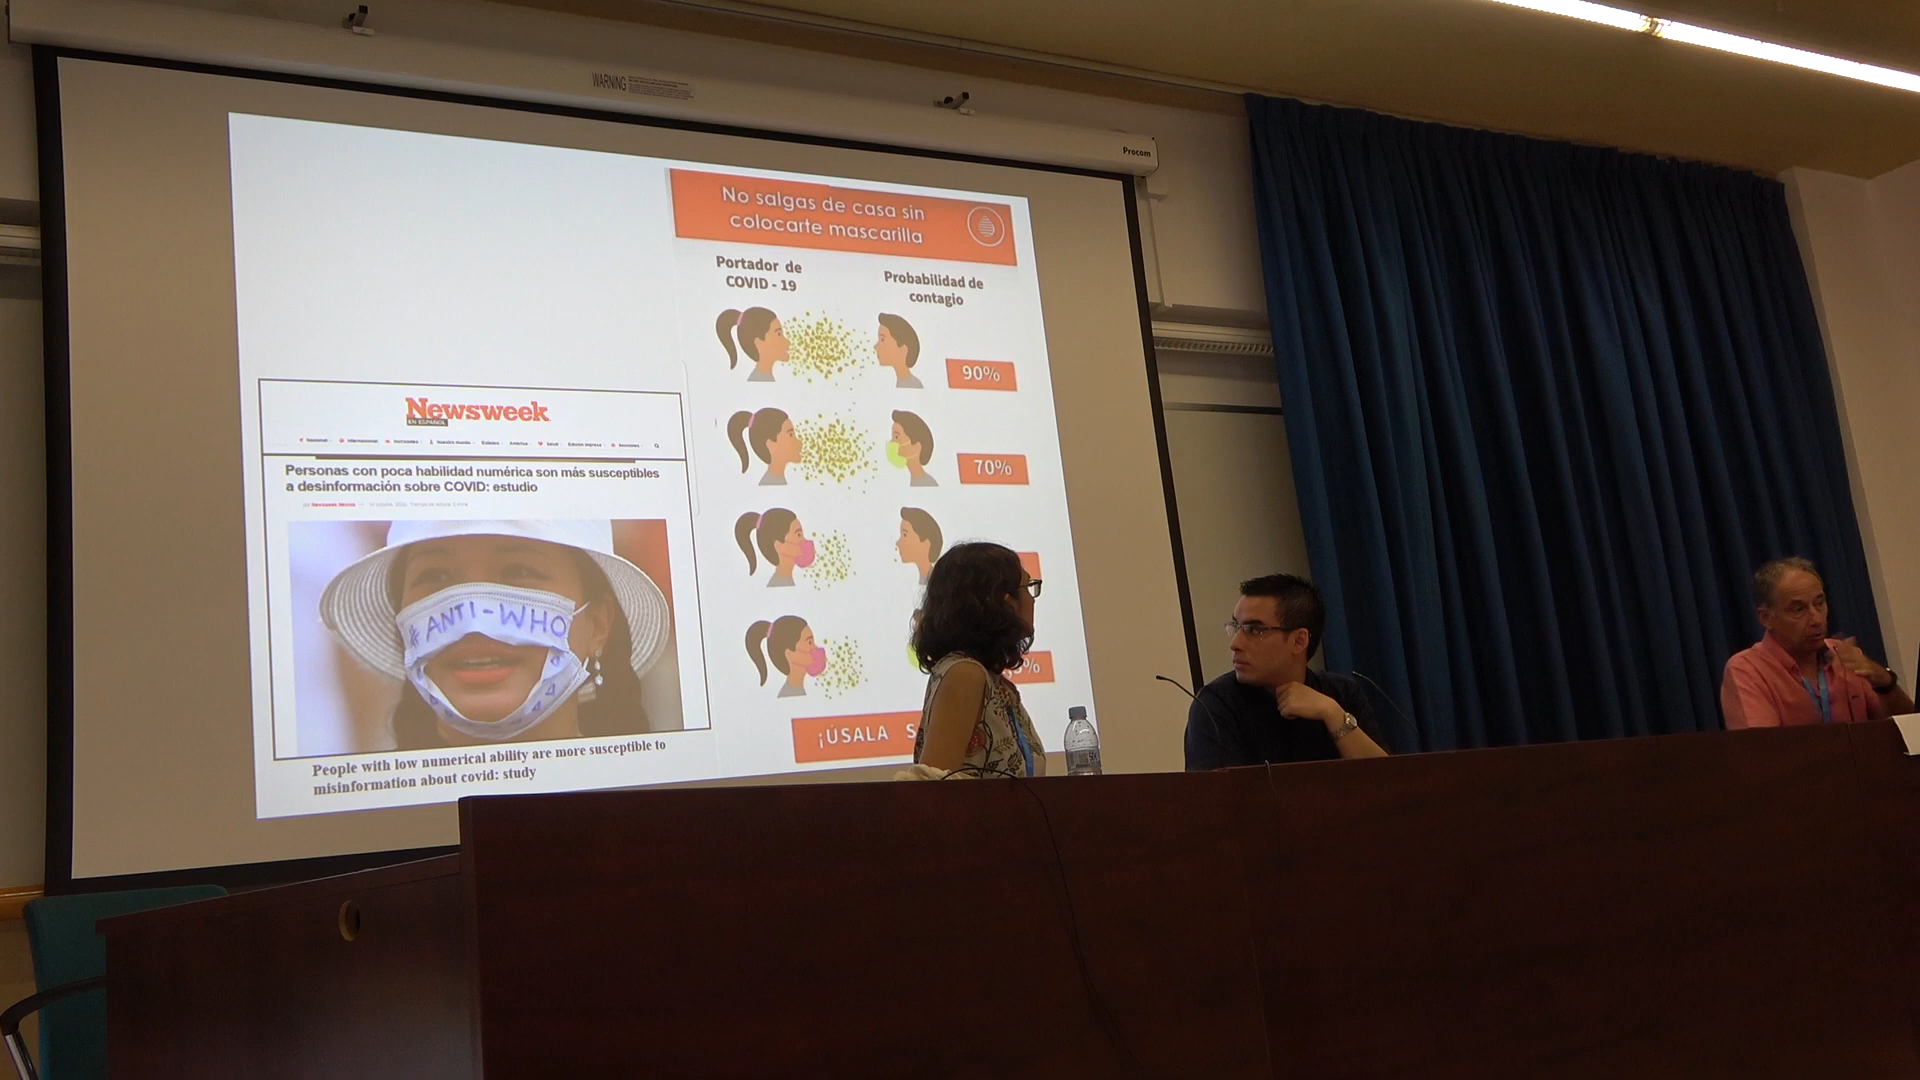 WARNING
Procom
No salgas de casa sin
colocarte mascarilla
Portador de
COVID - 19
Probabilidad de
contagio
90%
70%
%
¡ÚSALA
Newsweek
EN ESPAÑOL
Personas con poca habilidad numérica son más susceptibles
a desinformación sobre COVID: estudio
# ANTI-WHO
People with low numerical ability are more susceptible to
misinformation about covid: study